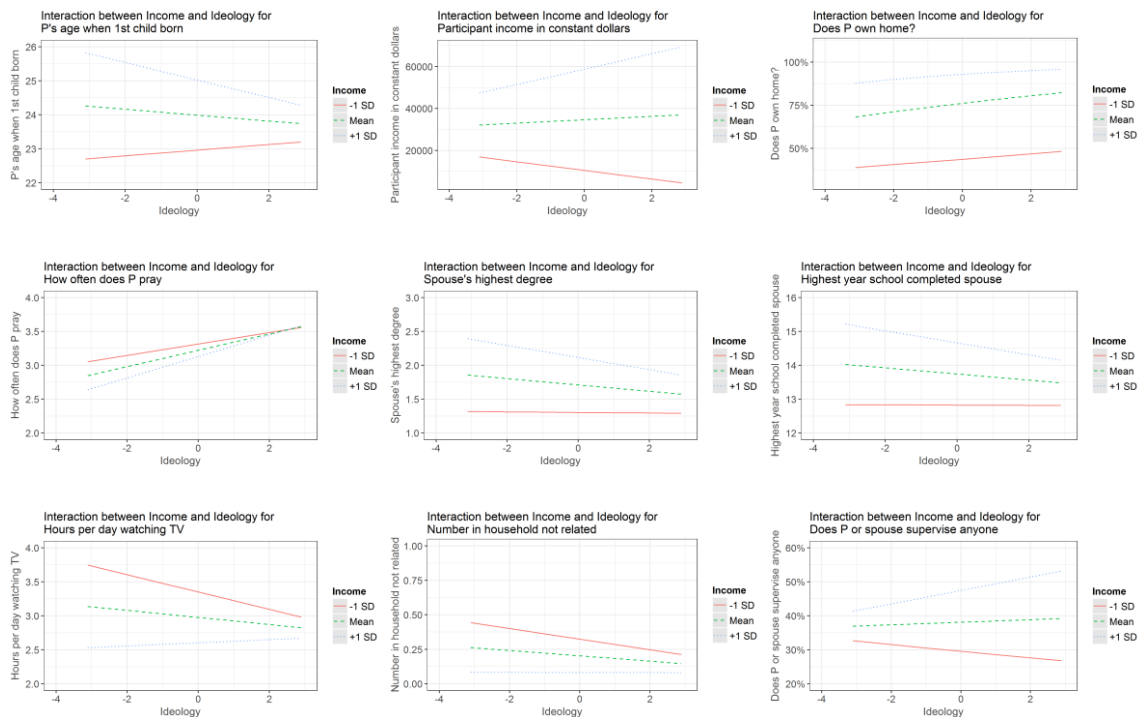 Interaction between Income and Ideology for
P's age when 1st child born
P's age when 1st child born
26
25
24
23
22
-4
-2
0
2
Ideology
Income
-1 SD
Mean
+1 SD
Interaction between Income and Ideology for
Participant income in constant dollars
Participant income in constant dollars
60000
40000
20000
-4
-2
0
2
Ideology
Income
-1 SD
Mean
+1 SD
Interaction between Income and Ideology for
Does P own home?
Does P own home?
100%
75%
50%
-4
-2
0
2
Ideology
Income
-1 SD
Mean
+1 SD
Interaction between Income and Ideology for
How often does P pray
How often does P pray
4.0
3.5
3.0
2.5
2.0
-4
-2
0
2
Ideology
Income
-1 SD
Mean
+1 SD
Interaction between Income and Ideology for
Spouse's highest degree
Spouse's highest degree
3.0
2.5
2.0
1.5
1.0
-4
-2
0
2
Ideology
Income
-1 SD
Mean
+1 SD
Interaction between Income and Ideology for
Highest year school completed spouse
Highest year school completed spouse
16
15
14
13
12
-4
-2
0
2
Ideology
Income
-1 SD
Mean
+1 SD
Interaction between Income and Ideology for
Hours per day watching TV
Hours per day watching TV
4.0
3.5
3.0
2.5
2.0
-4
-2
0
2
Ideology
Income
-1 SD
Mean
+1 SD
Interaction between Income and Ideology for
Number in household not related
Number in household not related
1.00
0.75
0.50
0.25
0.00
-4
-2
0
2
Ideology
Income
-1 SD
Mean
+1 SD
Interaction between Income and Ideology for
Does P or spouse supervise anyone
Does P or spouse supervise anyone
60%
50%
40%
30%
20%
-4
-2
0
2
Ideology
Income
-1 SD
Mean
+1 SD